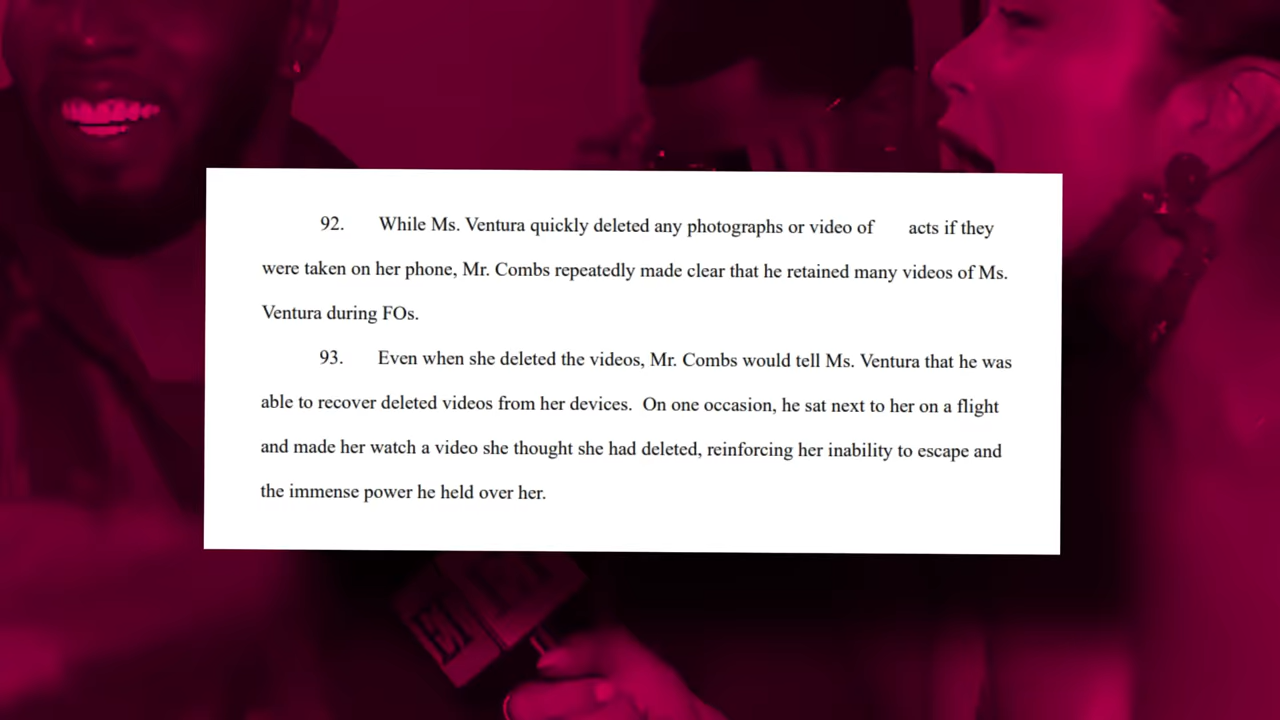 92. While Ms. Ventura quickly deleted any photographs or video of acts if they
were taken on her phone, Mr. Combs repeatedly made clear that he retained many videos of Ms.
Ventura during FOs.
93. Even when she deleted the videos, Mr. Combs would tell Ms. Ventura that he was
able to recover deleted videos from her devices. On one occasion, he sat next to her on a flight
and made her watch a video she thought she had deleted, reinforcing her inability to escape and
the immense power he held over her.